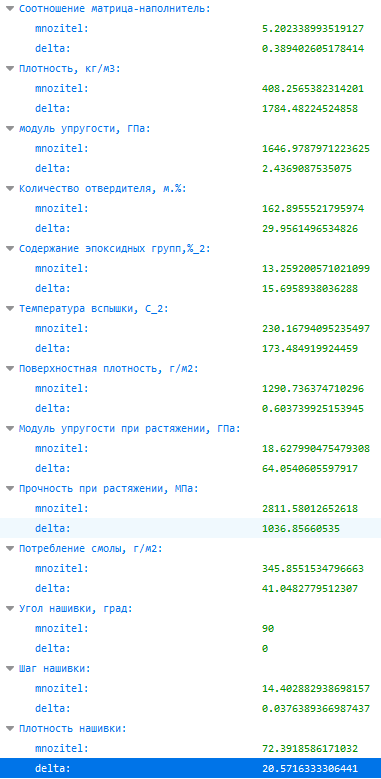 Соотношение матрица-наполнитель:
mnozitel: 5.202338993519127
delta: 0.389402605178414
Плотность, кг/м3:
mnozitel: 408.2565382314201
delta: 1784.48224524858
модуль упругости, ГПа:
mnozitel: 1646.9787971223625
delta: 2.4369087535075
Количество отвердителя, м.%:
mnozitel: 162.8955521795974
delta: 29.9561496534826
Содержание эпоксидных групп,%_2:
mnozitel: 13.259200571021099
delta: 15.6958938036288
Температура вспышки, С_2:
mnozitel: 230.16794095235497
delta: 173.484919924459
Поверхностная плотность, г/м2:
mnozitel: 1290.736374710296
delta: 0.603739925153945
Модуль упругости при растяжении, ГПа:
mnozitel: 18.627990475479308
delta: 64.0540605597917
Прочность при растяжении, МПа:
mnozitel: 2811.58012652618
delta: 1036.85660535
Потребление смолы, г/м2:
mnozitel: 345.8551534796663
delta: 41.0482779512307
Угол нашивки, град:
mnozitel: 90
delta: 0
Шаг нашивки:
mnozitel: 14.402882938698157
delta: 0.0376389366987437
Плотность нашивки:
mnozitel: 72.3918586171032
delta: 20.5716333306441